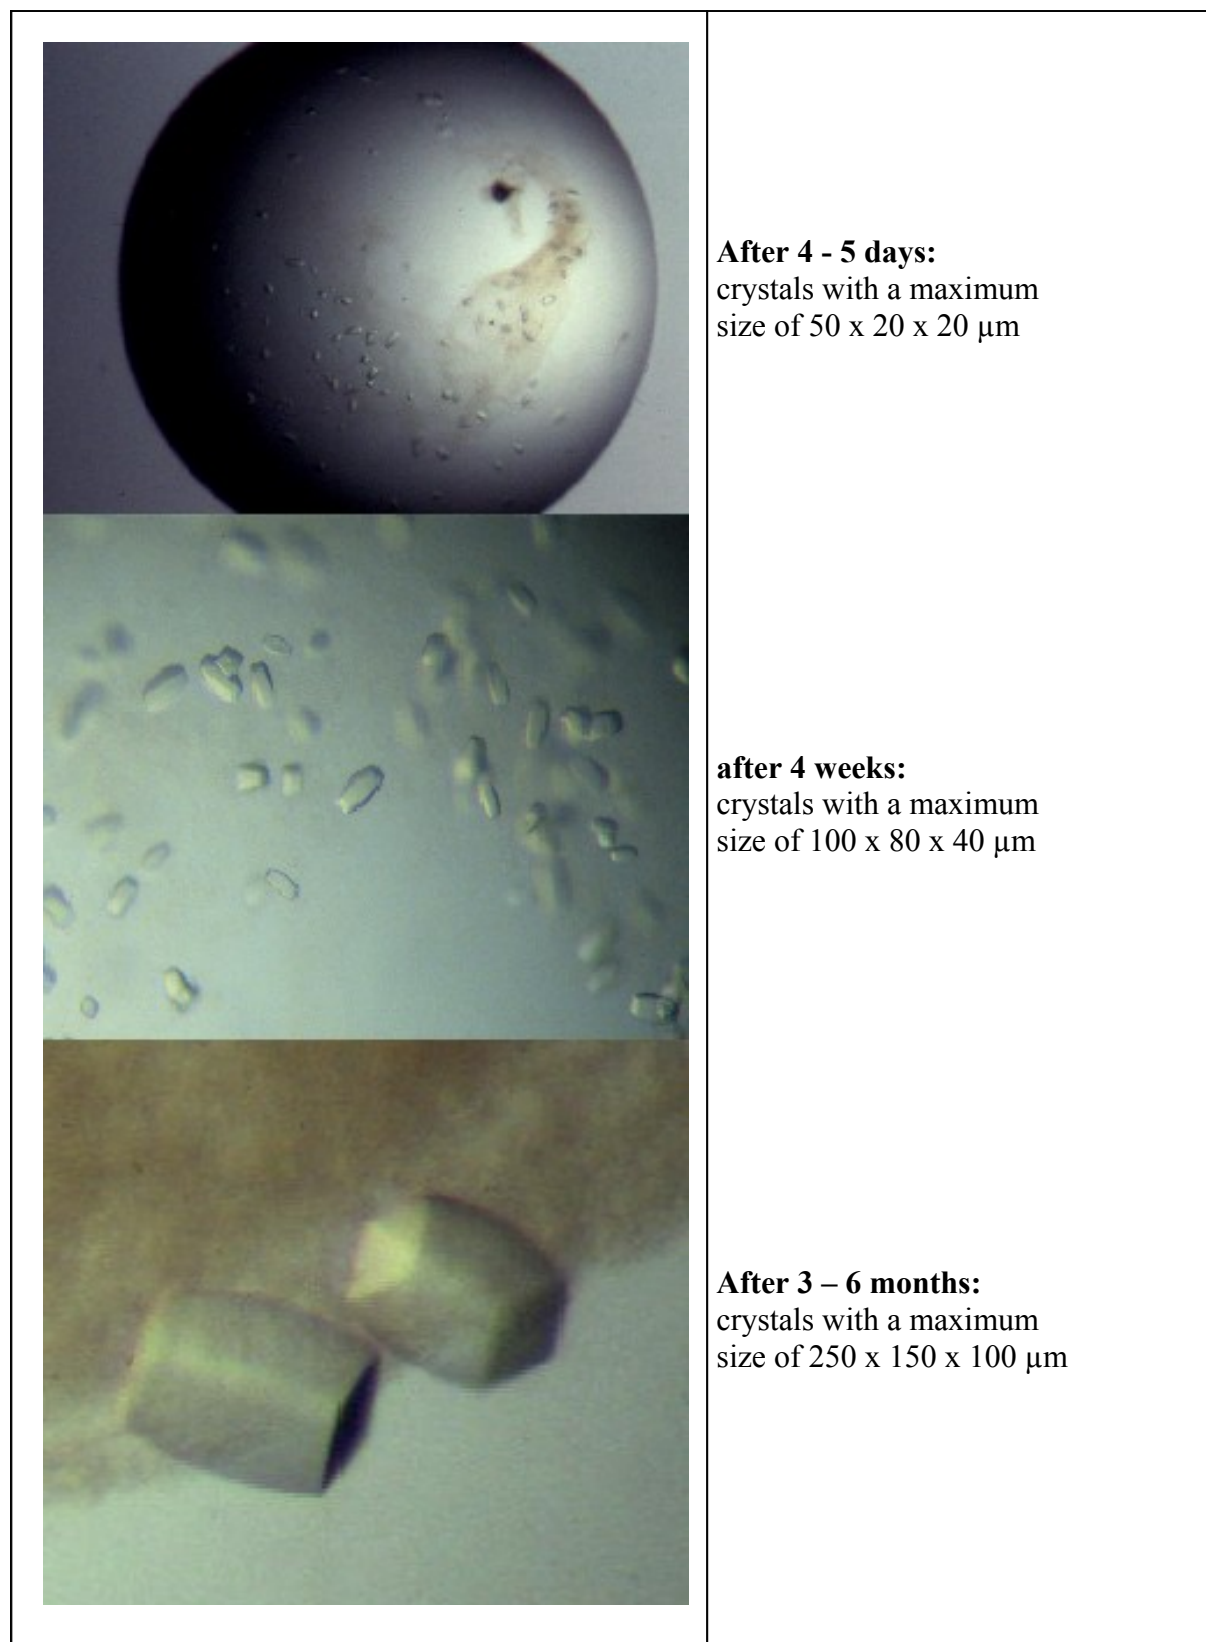 After 4 - 5 days:
crystals with a maximum
size of 50 x 20 x 20 µm
after 4 weeks:
crystals with a maximum
size of 100 x 80 x 40 µm
After 3 – 6 months:
crystals with a maximum
size of 250 x 150 x 100 µm